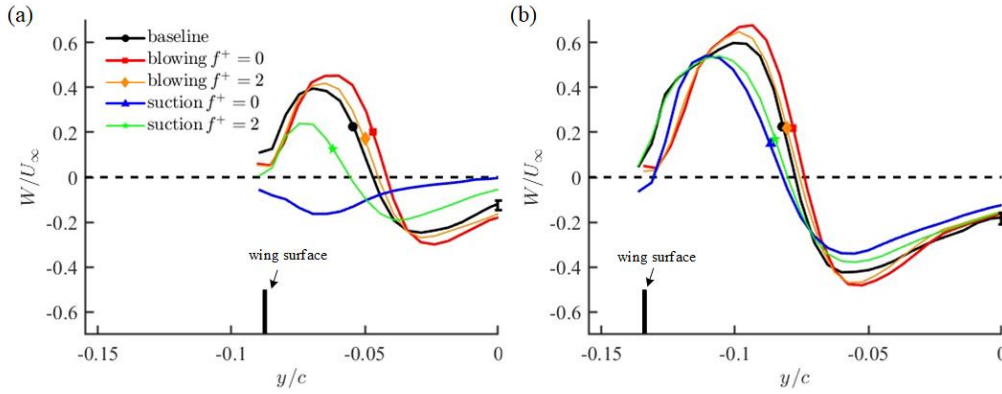 (a)
0.6
0.4
0.2
0
-0.2
-0.4
-0.6
W/U∞
baseline
blowing f⁺ = 0
blowing f⁺ = 2
suction f⁺ = 0
suction f⁺ = 2
wing surface
-0.15
-0.1
-0.05
0
y/c
(b)
0.6
0.4
0.2
0
-0.2
-0.4
-0.6
W/U∞
wing surface
-0.15
-0.1
-0.05
0
y/c